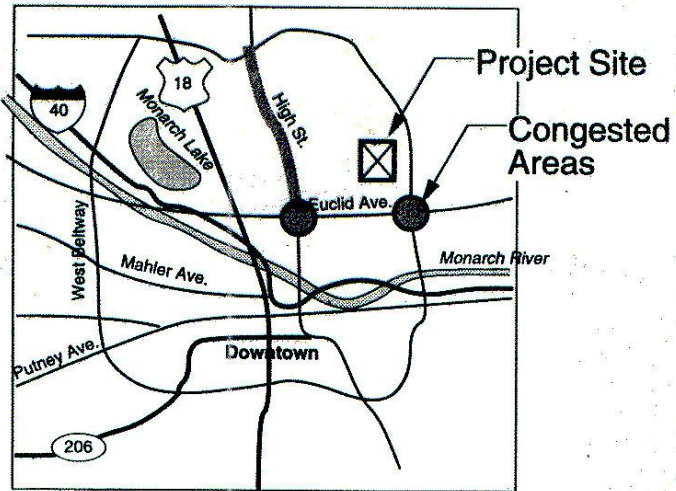 Project Site
18
40
Monarch Lake
High St.
Congested
Areas
Euclid Ave.
West Beltway
Mahler Ave.
Monarch River
Downtown
Putney Ave.
206